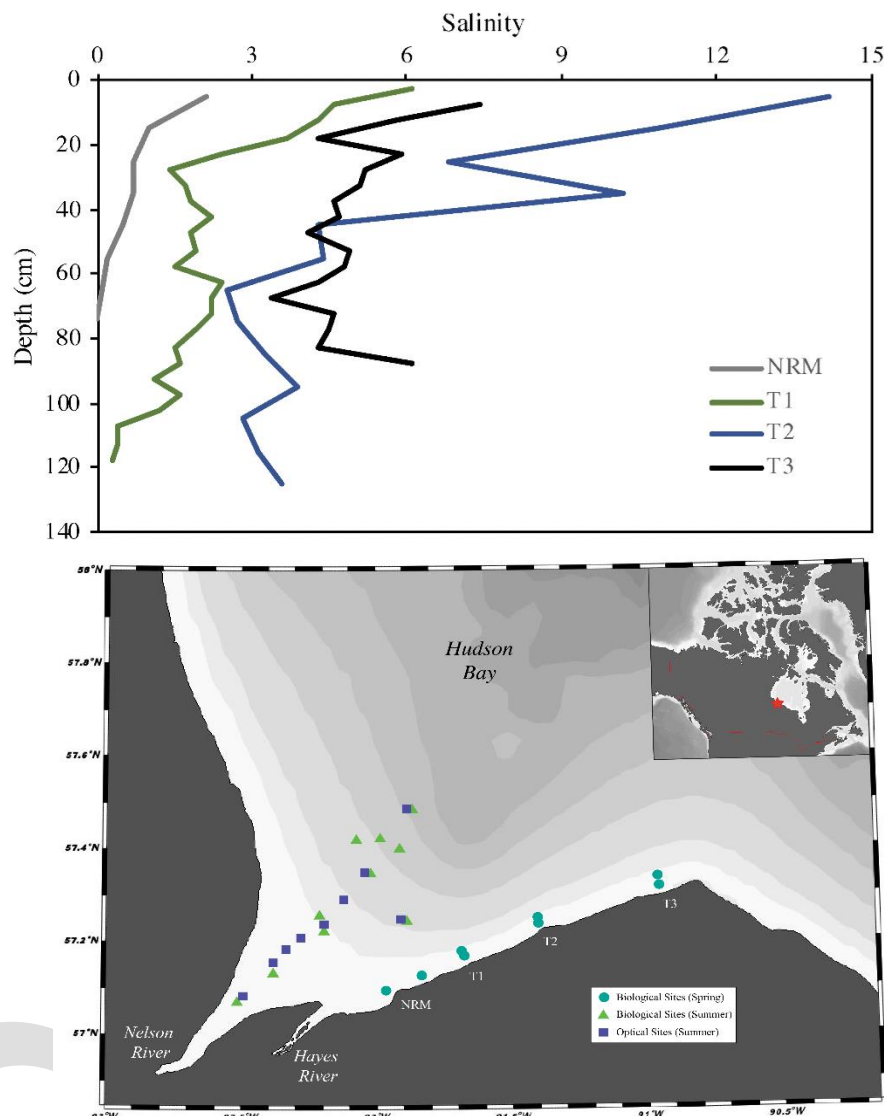 Salinity
0 3 6 9 12 15
0
20
40
60
80
100
120
140
Depth (cm)
NRM
T1
T2
T3
58°N
57.8°N
57.6°N
57.4°N
57.2°N
57°N
Hudson
Bay
T3
T2
T1
NRM
Nelson
River
Hayes
River
Biological Sites (Spring)
Biological Sites (Summer)
Optical Sites (Summer)
91°W
90.5°W